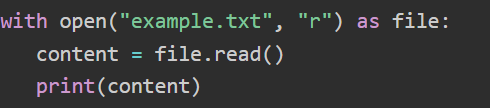 with open("example.txt", "r") as file:
   content = file.read()
   print(content)